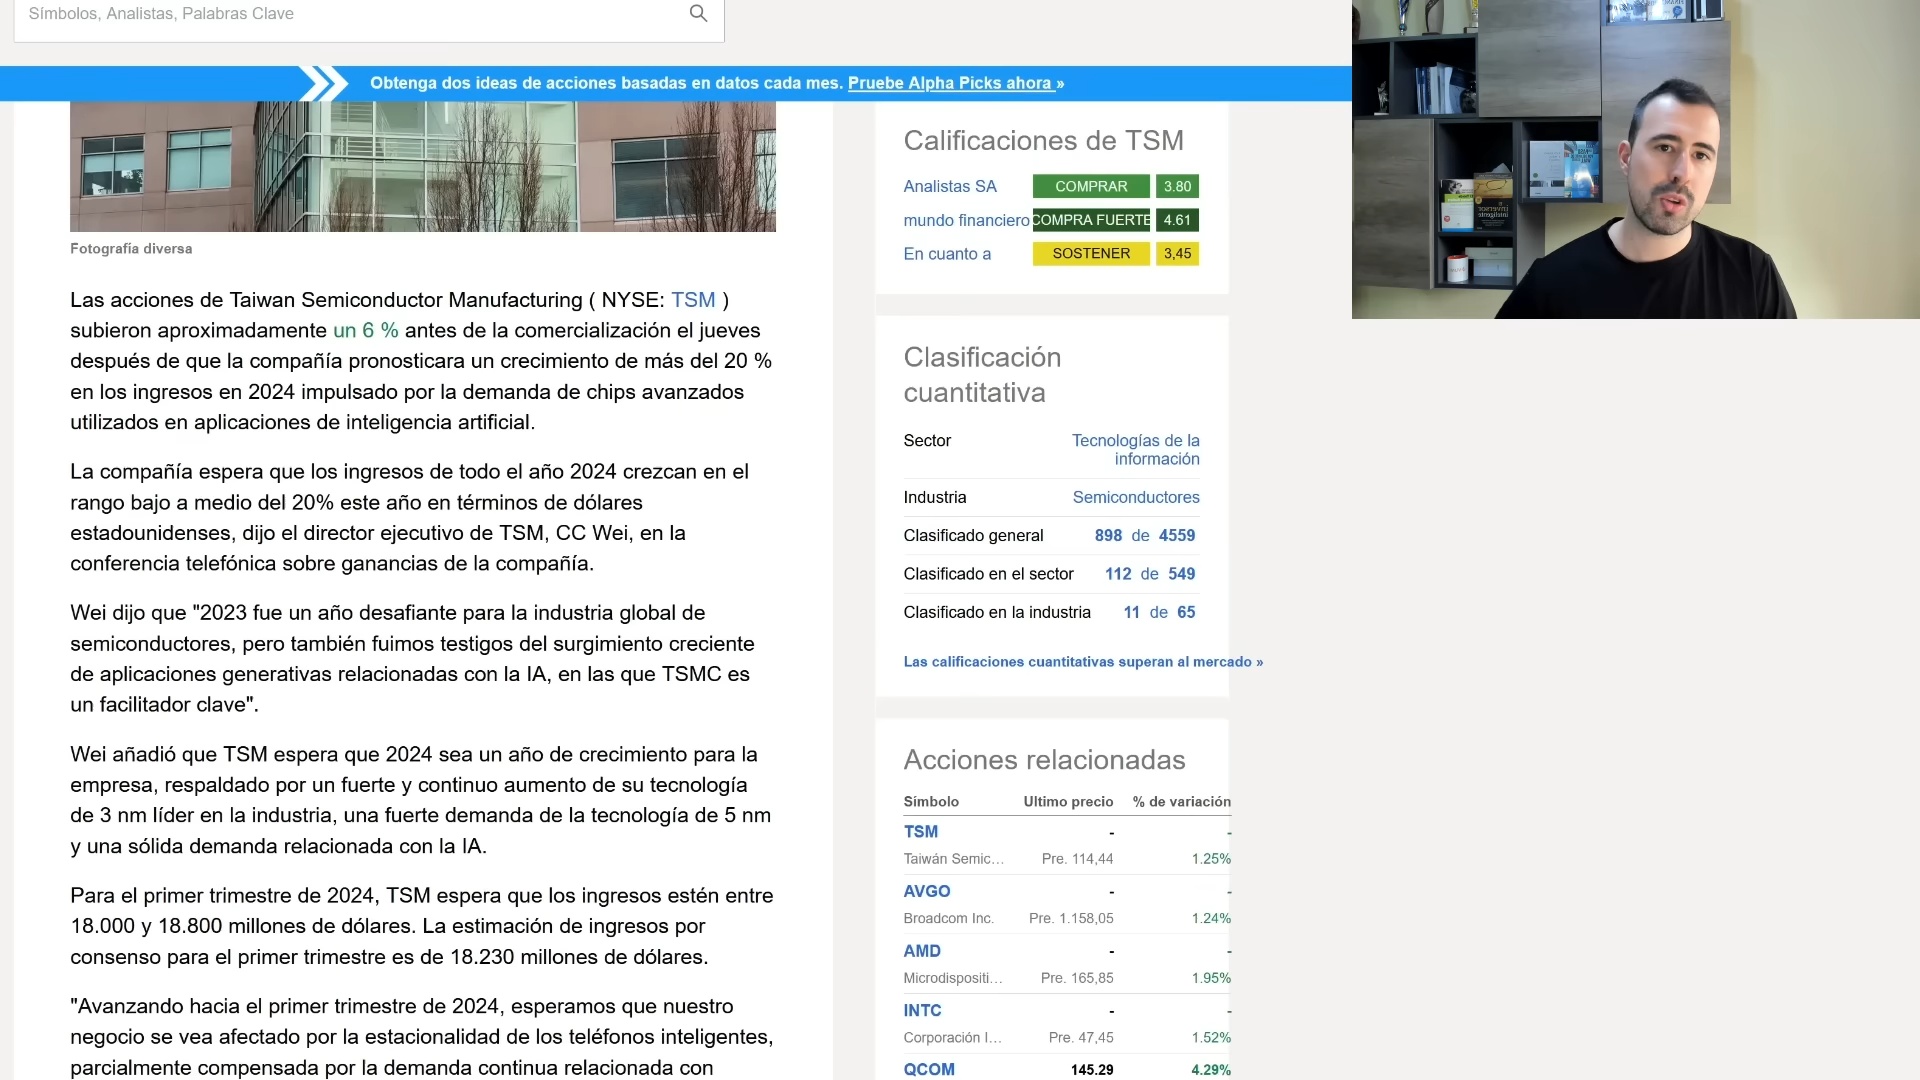 Símbolos, Analistas, Palabras Clave
Obtenga dos ideas de acciones basadas en datos cada mes. Pruebe Alpha Picks ahora »
Fotografía diversa
Las acciones de Taiwan Semiconductor Manufacturing ( NYSE: TSM )
subieron aproximadamente un 6 % antes de la comercialización el jueves
después de que la compañía pronosticara un crecimiento de más del 20 %
en los ingresos en 2024 impulsado por la demanda de chips avanzados
utilizados en aplicaciones de inteligencia artificial.
La compañía espera que los ingresos de todo el año 2024 crezcan en el
rango bajo a medio del 20% este año en términos de dólares
estadounidenses, dijo el director ejecutivo de TSM, CC Wei, en la
conferencia telefónica sobre ganancias de la compañía.
Wei dijo que "2023 fue un año desafiante para la industria global de
semiconductores, pero también fuimos testigos del surgimiento creciente
de aplicaciones generativas relacionadas con la IA, en las que TSMC es
un facilitador clave".
Wei añadió que TSM espera que 2024 sea un año de crecimiento para la
empresa, respaldado por un fuerte y continuo aumento de su tecnología
de 3 nm líder en la industria, una fuerte demanda de la tecnología de 5 nm
y una sólida demanda relacionada con la IA.
Para el primer trimestre de 2024, TSM espera que los ingresos estén entre
18.000 y 18.800 millones de dólares. La estimación de ingresos por
consenso para el primer trimestre es de 18.230 millones de dólares.
"Avanzando hacia el primer trimestre de 2024, esperamos que nuestro
negocio se vea afectado por la estacionalidad de los teléfonos inteligentes,
parcialmente compensada por la demanda continua relacionada con
Calificaciones de TSM
Analistas SA COMPRAR 3.80
mundo financiero COMPRA FUERTE 4.61
En cuanto a SOSTENER 3,45
Clasificación
cuantitativa
Sector Tecnologías de la
información
Industria Semiconductores
Clasificado general 898 de 4559
Clasificado en el sector 112 de 549
Clasificado en la industria 11 de 65
Las calificaciones cuantitativas superan al mercado »
Acciones relacionadas
Símbolo Ultimo precio % de variación
TSM - -
Taiwán Semic... Pre. 114,44 1.25%
AVGO - -
Broadcom Inc. Pre. 1.158,05 1.24%
AMD - -
Microdispositi... Pre. 165,85 1.95%
INTC - -
Corporación I... Pre. 47,45 1.52%
QCOM 145.29 4.29%